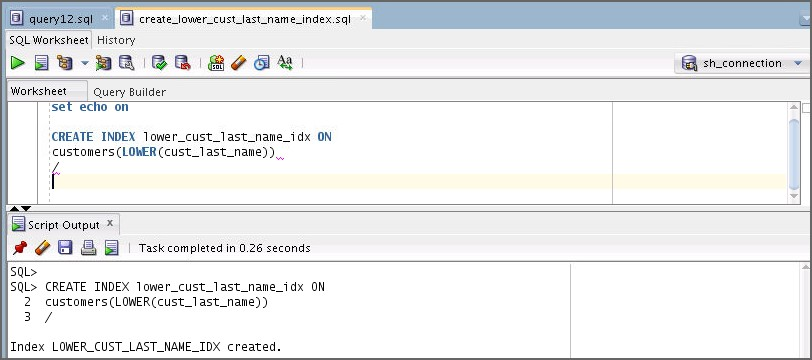 query12.sql create_lower_cust_last_name_index.sql
SQL Worksheet History
sh_connection
Worksheet Query Builder
set echo on
CREATE INDEX lower_cust_last_name_idx ON
customers(LOWER(cust_last_name))
/
Script Output
Task completed in 0.26 seconds
SQL>
SQL> CREATE INDEX lower_cust_last_name_idx ON
2 customers(LOWER(cust_last_name))
3 /
Index LOWER_CUST_LAST_NAME_IDX created.